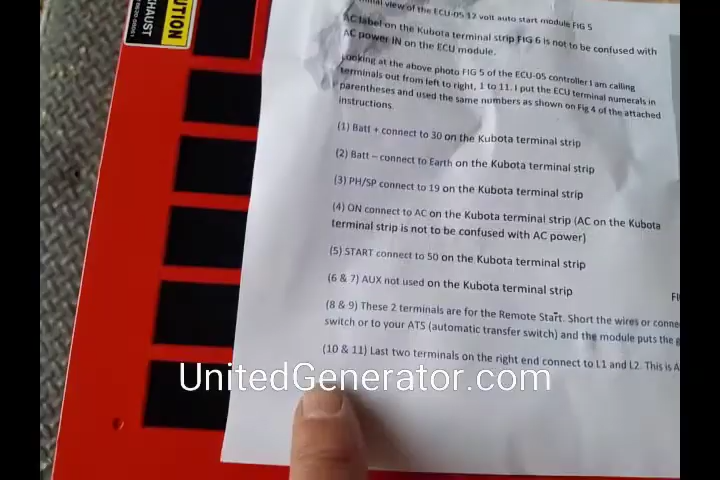 CAUTION
EXHAUST
view of the ECU-05 12 volt auto start module FIG 5
AC label on the Kubota terminal strip FIG 6 is not to be confused with
AC power IN on the ECU module.
Looking at the above photo FIG 5 of the ECU-05 controller I am calling
terminals out from left to right, 1 to 11. I put the ECU terminal numerals in
parentheses and used the same numbers as shown on Fig 4 of the attached
instructions.
(1) Batt + connect to 30 on the Kubota terminal strip
(2) Batt – connect to Earth on the Kubota terminal strip
(3) PH/SP connect to 19 on the Kubota terminal strip
(4) ON connect to AC on the Kubota terminal strip (AC on the Kubota
terminal strip is not to be confused with AC power)
(5) START connect to 50 on the Kubota terminal strip
(6 & 7) AUX not used on the Kubota terminal strip
(8 & 9) These 2 terminals are for the Remote Start. Short the wires or conne
switch or to your ATS (automatic transfer switch) and the module puts the
(10 & 11) Last two terminals on the right end connect to L1 and L2. This is A
UnitedGenerator.com